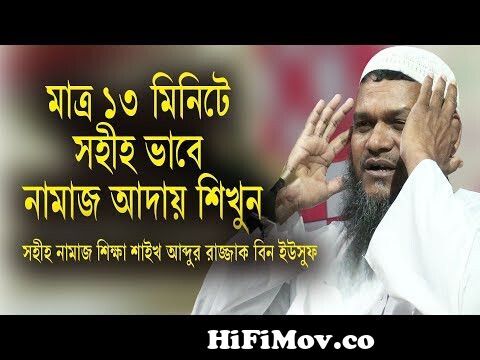 মাত্র ১৩ মিনিটে
সহীহ ভাবে
নামাজ আদায় শিখুন
সহীহ নামাজ শিক্ষা শাইখ আব্দুর রাজ্জাক বিন ইউসুফ
HiFiMov.co